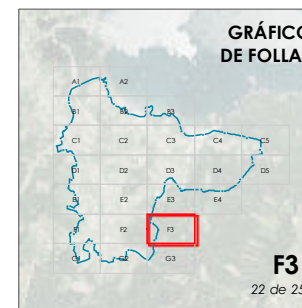 GRÁFICO
DE FOLLA
A1 A2
B1 B2 B3
C1 C2 C3 C4 C5
D1 D2 D3 D4 D5
E1 E2 E3 E4
F1 F2 F3
G1 G2 G3
F3
22 de 25